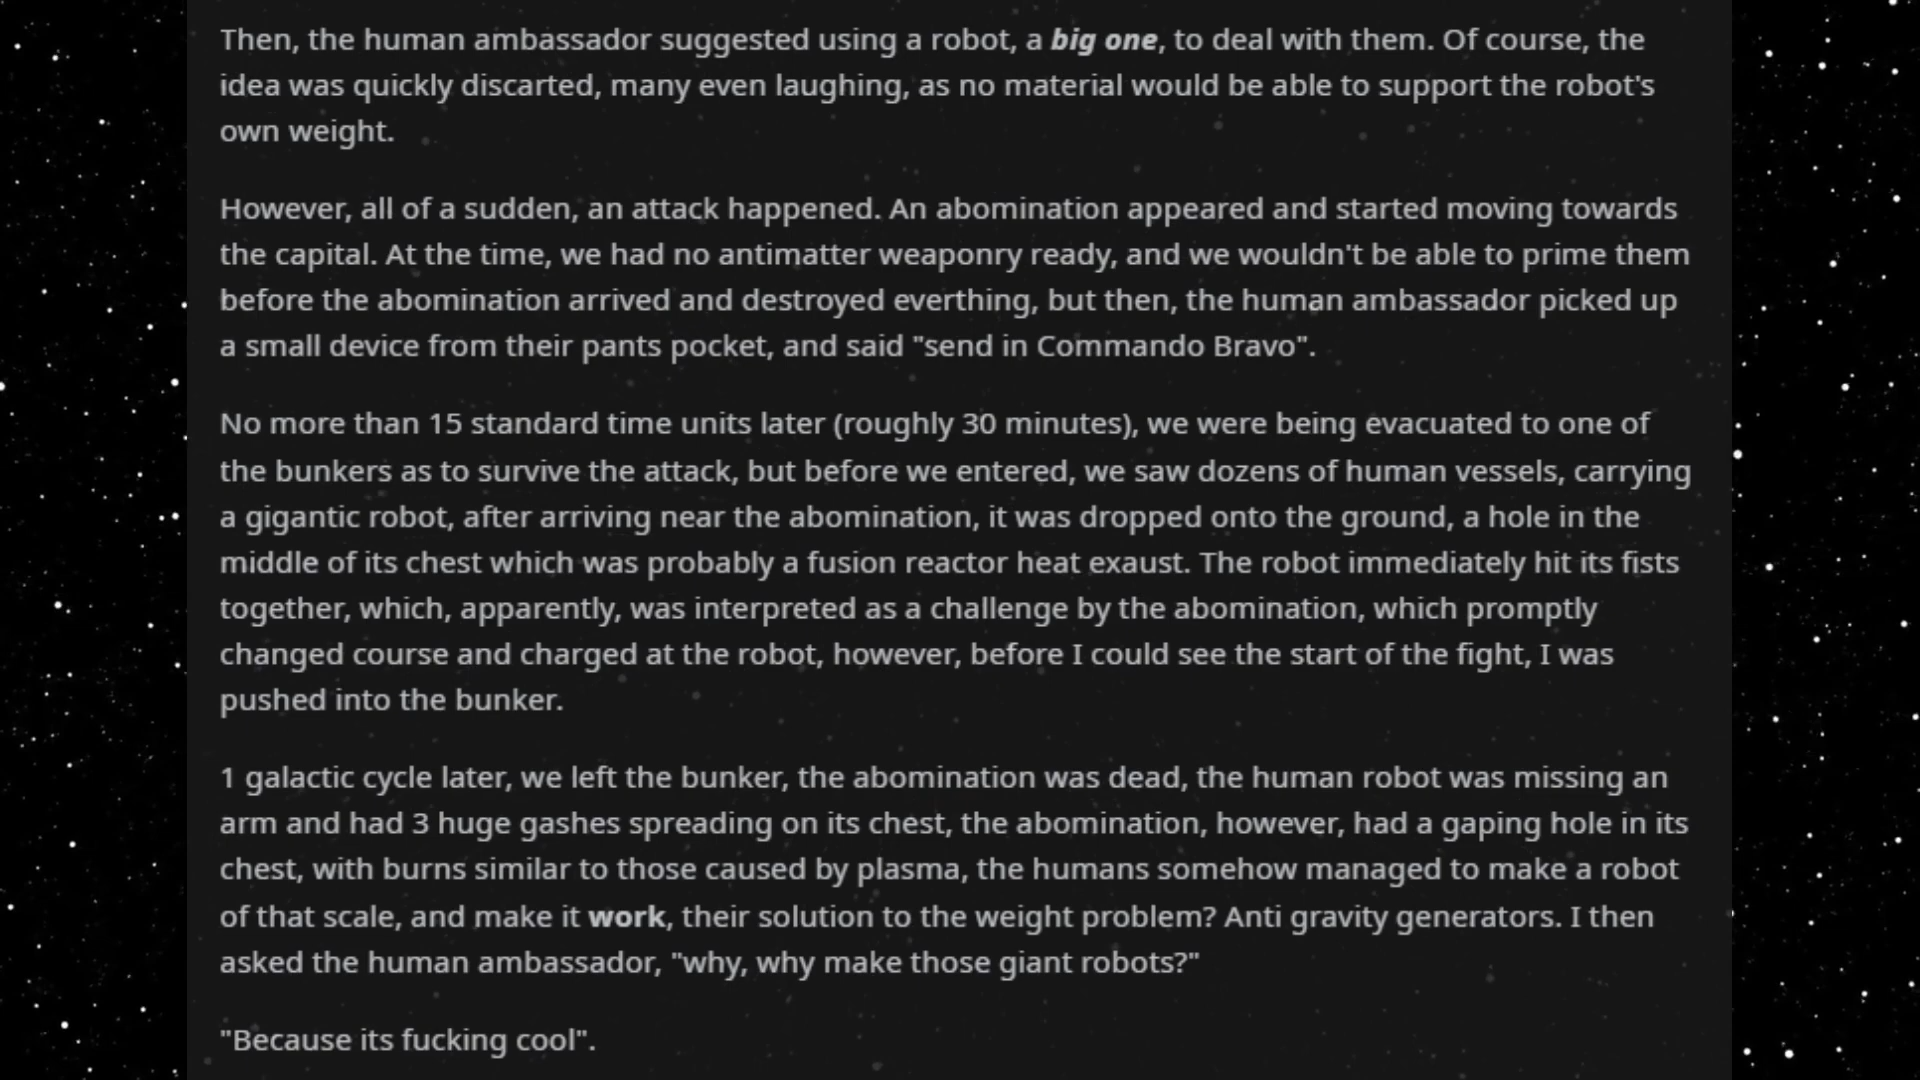 Then, the human ambassador suggested using a robot, a big one, to deal with them. Of course, the
idea was quickly discarted, many even laughing, as no material would be able to support the robot's
own weight.
However, all of a sudden, an attack happened. An abomination appeared and started moving towards
the capital. At the time, we had no antimatter weaponry ready, and we wouldn't be able to prime them
before the abomination arrived and destroyed everthing, but then, the human ambassador picked up
a small device from their pants pocket, and said "send in Commando Bravo".
No more than 15 standard time units later (roughly 30 minutes), we were being evacuated to one of
the bunkers as to survive the attack, but before we entered, we saw dozens of human vessels, carrying
a gigantic robot, after arriving near the abomination, it was dropped onto the ground, a hole in the
middle of its chest which was probably a fusion reactor heat exaust. The robot immediately hit its fists
together, which, apparently, was interpreted as a challenge by the abomination, which promptly
changed course and charged at the robot, however, before I could see the start of the fight, I was
pushed into the bunker.
1 galactic cycle later, we left the bunker, the abomination was dead, the human robot was missing an
arm and had 3 huge gashes spreading on its chest, the abomination, however, had a gaping hole in its
chest, with burns similar to those caused by plasma, the humans somehow managed to make a robot
of that scale, and make it work, their solution to the weight problem? Anti gravity generators. I then
asked the human ambassador, "why, why make those giant robots?"
"Because its fucking cool".